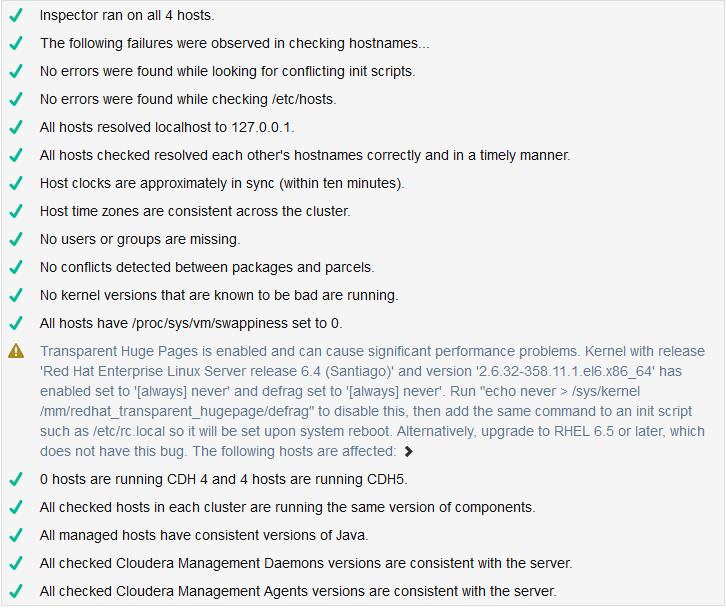 Inspector ran on all 4 hosts.
The following failures were observed in checking hostnames...
No errors were found while looking for conflicting init scripts.
No errors were found while checking /etc/hosts.
All hosts resolved localhost to 127.0.0.1.
All hosts checked resolved each other's hostnames correctly and in a timely manner.
Host clocks are approximately in sync (within ten minutes).
Host time zones are consistent across the cluster.
No users or groups are missing.
No conflicts detected between packages and parcels.
No kernel versions that are known to be bad are running.
All hosts have /proc/sys/vm/swappiness set to 0.
Transparent Huge Pages is enabled and can cause significant performance problems. Kernel with release
'Red Hat Enterprise Linux Server release 6.4 (Santiago)' and version '2.6.32-358.11.1.el6.x86_64' has
enabled set to '[always] never' and defrag set to '[always] never'. Run "echo never > /sys/kernel
/mm/redhat_transparent_hugepage/defrag" to disable this, then add the same command to an init script
such as /etc/rc.local so it will be set upon system reboot. Alternatively, upgrade to RHEL 6.5 or later, which
does not have this bug. The following hosts are affected:
0 hosts are running CDH 4 and 4 hosts are running CDH5.
All checked hosts in each cluster are running the same version of components.
All managed hosts have consistent versions of Java.
All checked Cloudera Management Daemons versions are consistent with the server.
All checked Cloudera Management Agents versions are consistent with the server.